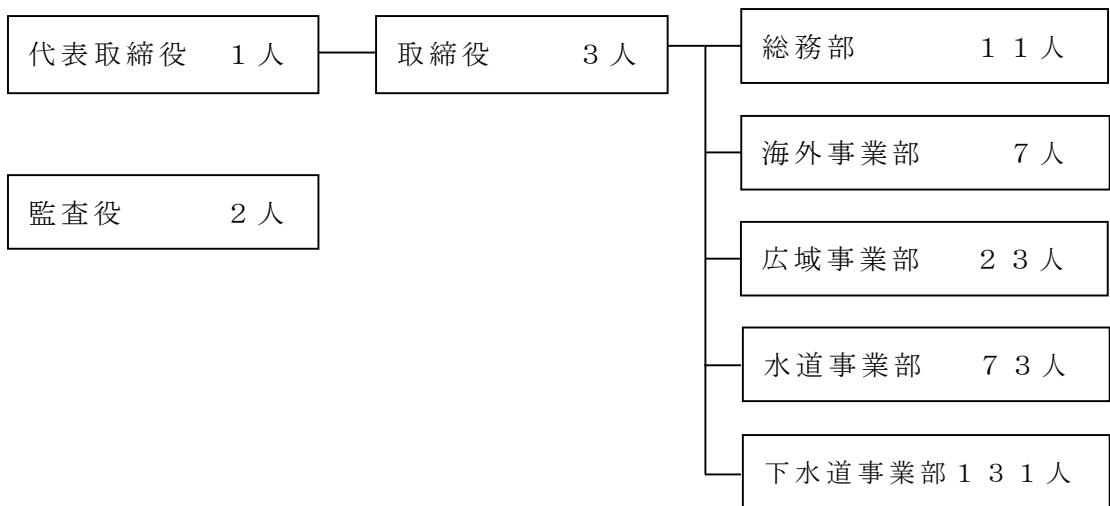 代表取締役 １人
取締役 ３人
総務部 １１人
海外事業部 ７人
監査役 ２人
広域事業部 ２３人
水道事業部 ７３人
下水道事業部１３１人